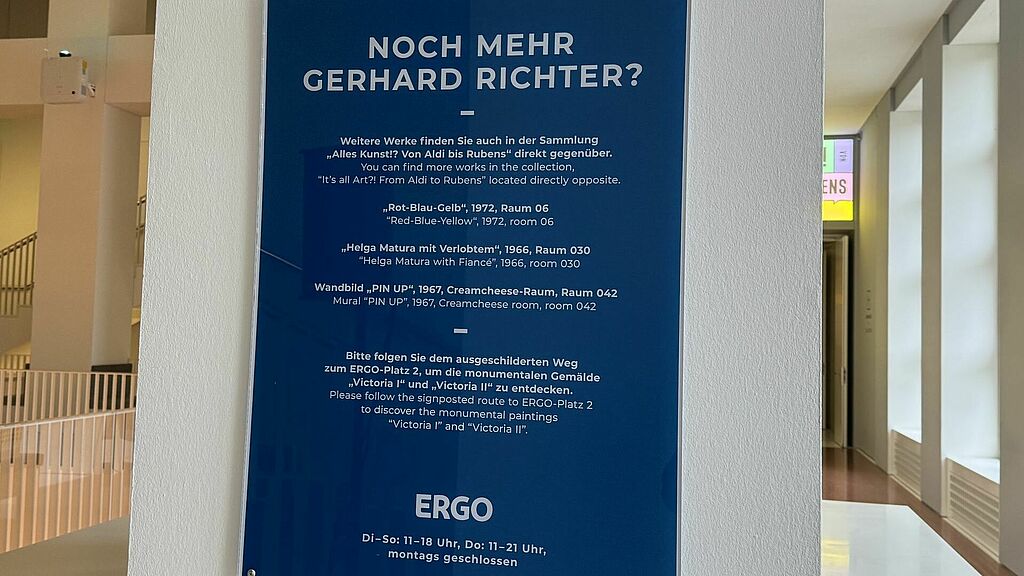 NOCH MEHR
GERHARD RICHTER?
Weitere Werke finden Sie auch in der Sammlung
„Alles Kunst!? Von Aldi bis Rubens“ direkt gegenüber.
You can find more works in the collection,
“It’s all Art?! From Aldi to Rubens” located directly opposite.
„Rot-Blau-Gelb“, 1972, Raum 06
“Red-Blue-Yellow“, 1972, room 06
„Helga Matura mit Verlobtem“, 1966, Raum 030
“Helga Matura with Fiancé”, 1966, room 030
Wandbild „PIN UP“, 1967, Creamcheese-Raum, Raum 042
Mural “PIN UP”, 1967, Creamcheese room, room 042
Bitte folgen Sie dem ausgeschilderten Weg
zum ERGO-Platz 2, um die monumentalen Gemälde
„Victoria I“ und „Victoria II“ zu entdecken.
Please follow the signposted route to ERGO-Platz 2
to discover the monumental paintings
“Victoria I” and “Victoria II”.
ERGO
Di–So: 11–18 Uhr, Do: 11–21 Uhr,
montags geschlossen
VON
ENS